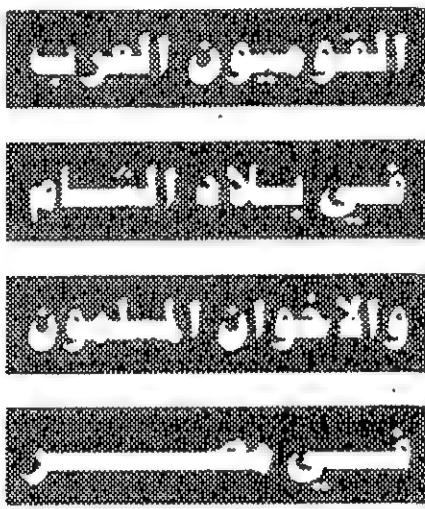 القوميون العرب
في بلاد الشام
والاخوان المسلمون
في مصر